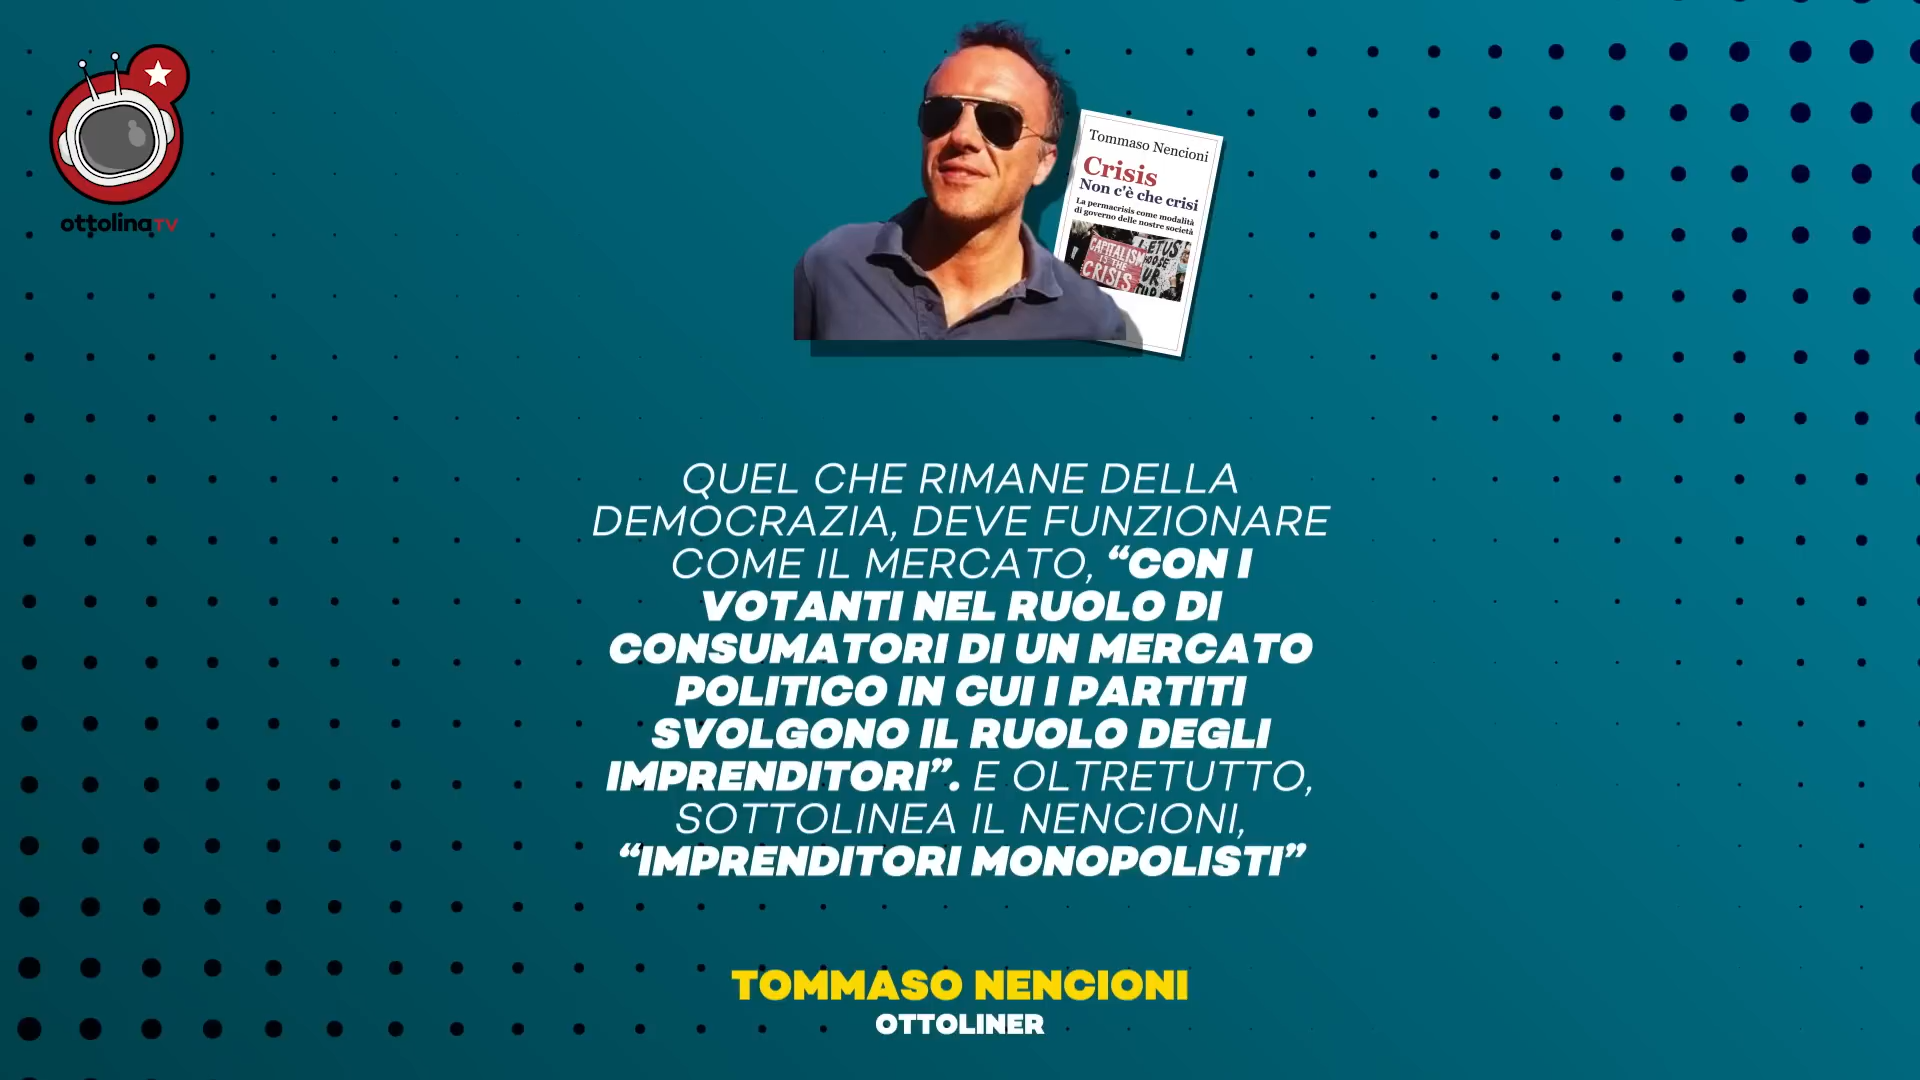 ottolinaTV
Tommaso Nencioni
Crisis
Non c'è che crisi
La permacrisis come modalità
di governo delle nostre società
CAPITALISM
IS THE
CRISIS
LET US
QUEL CHE RIMANE DELLA
DEMOCRAZIA, DEVE FUNZIONARE
COME IL MERCATO, “CON I
VOTANTI NEL RUOLO DI
CONSUMATORI DI UN MERCATO
POLITICO IN CUI I PARTITI
SVOLGONO IL RUOLO DEGLI
IMPRENDITORI”. E OLTRETUTTO,
SOTTOLINEA IL NENCIONI,
“IMPRENDITORI MONOPOLISTI”
TOMMASO NENCIONI
OTTOLINER